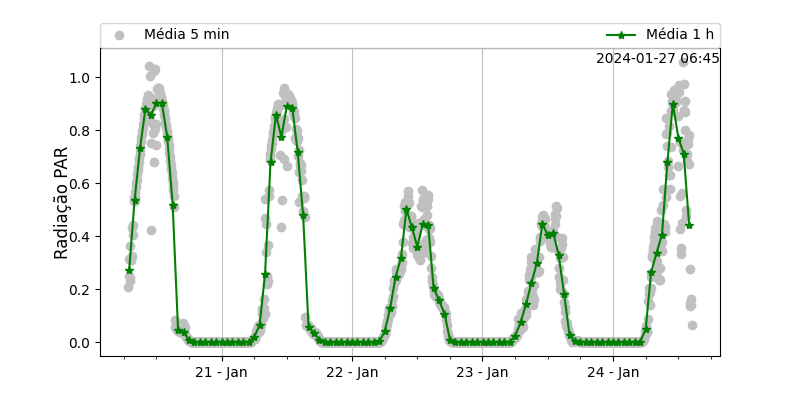 Média 5 min
Média 1 h
2024-01-27 06:45
Radiação PAR
1.0
0.8
0.6
0.4
0.2
0.0
21 - Jan
22 - Jan
23 - Jan
24 - Jan